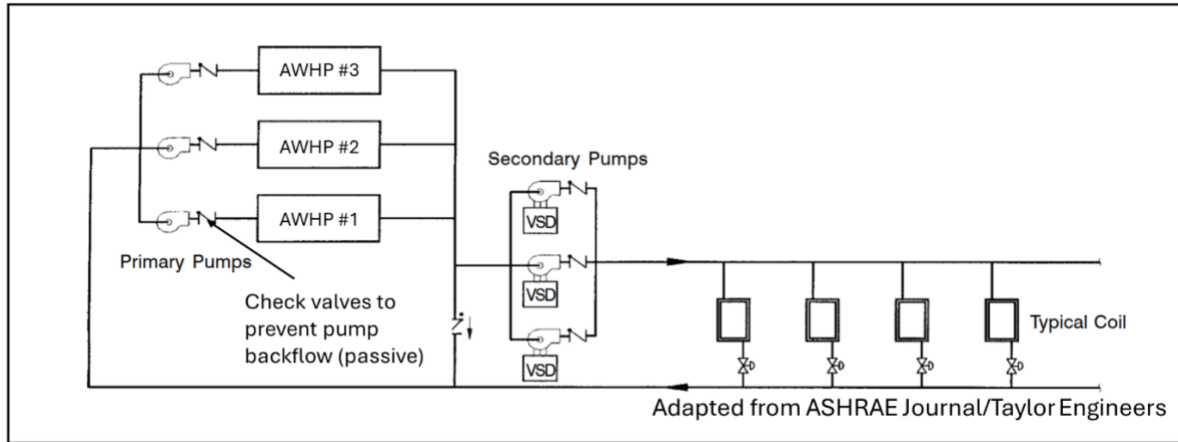 AWHP #3
AWHP #2
Secondary Pumps
AWHP #1
VSD
Primary Pumps
VSD
Check valves to
prevent pump
backflow (passive)
Typical Coil
VSD
Adapted from ASHRAE Journal/Taylor Engineers